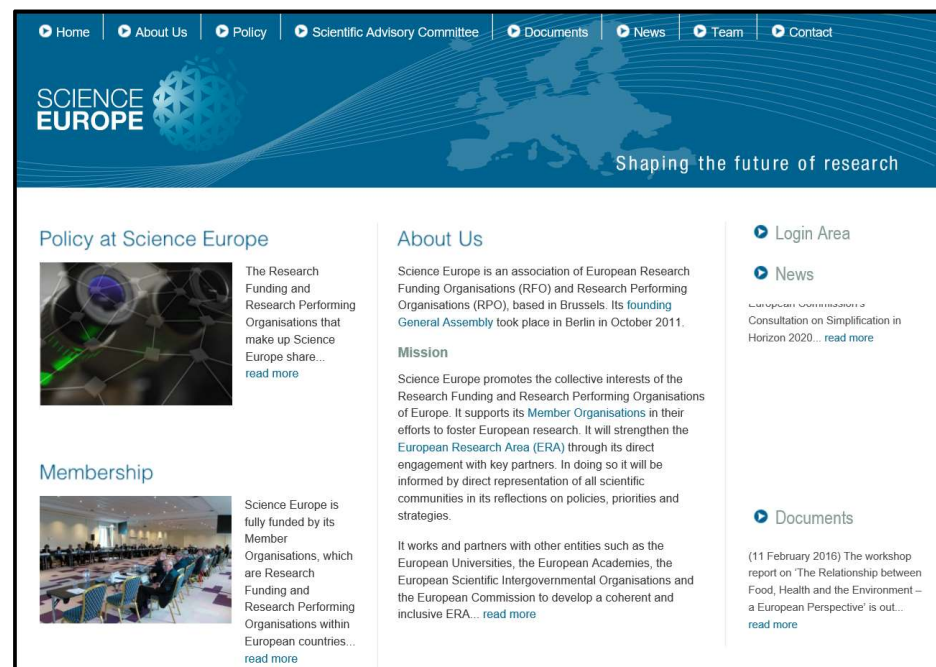 Home
About Us
Policy
Scientific Advisory Committee
Documents
News
Team
Contact
SCIENCE
EUROPE
Shaping the future of research
Policy at Science Europe
The Research
Funding and
Research Performing
Organisations that
make up Science
Europe share...
read more
Membership
Science Europe is
fully funded by its
Member
Organisations, which
are Research
Funding and
Research Performing
Organisations within
European countries...
read more
About Us
Science Europe is an association of European Research
Funding Organisations (RFO) and Research Performing
Organisations (RPO), based in Brussels. Its founding
General Assembly took place in Berlin in October 2011.
Mission
Science Europe promotes the collective interests of the
Research Funding and Research Performing Organisations
of Europe. It supports its Member Organisations in their
efforts to foster European research. It will strengthen the
European Research Area (ERA) through its direct
engagement with key partners. In doing so it will be
informed by direct representation of all scientific
communities in its reflections on policies, priorities and
strategies.
It works and partners with other entities such as the
European Universities, the European Academies, the
European Scientific Intergovernmental Organisations and
the European Commission to develop a coherent and
inclusive ERA... read more
Login Area
News
European Commission's
Consultation on Simplification in
Horizon 2020... read more
Documents
(11 February 2016) The workshop
report on 'The Relationship between
Food, Health and the Environment –
a European Perspective' is out...
read more